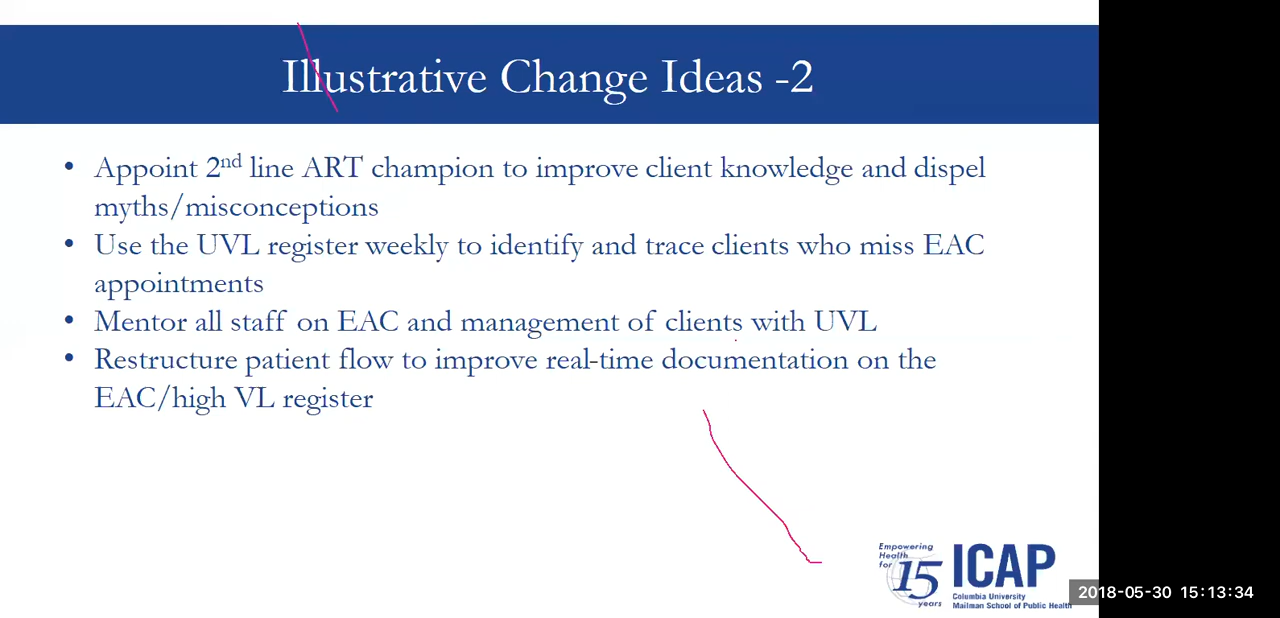 Illustrative Change Ideas -2
• Appoint 2nd line ART champion to improve client knowledge and dispel
myths/misconceptions
• Use the UVL register weekly to identify and trace clients who miss EAC
appointments
• Mentor all staff on EAC and management of clients with UVL
• Restructure patient flow to improve real-time documentation on the
EAC/high VL register
Empowering
Health
for 15
years
ICAP
Columbia University
Mailman School of Public Health
2018-05-30 15:13:34